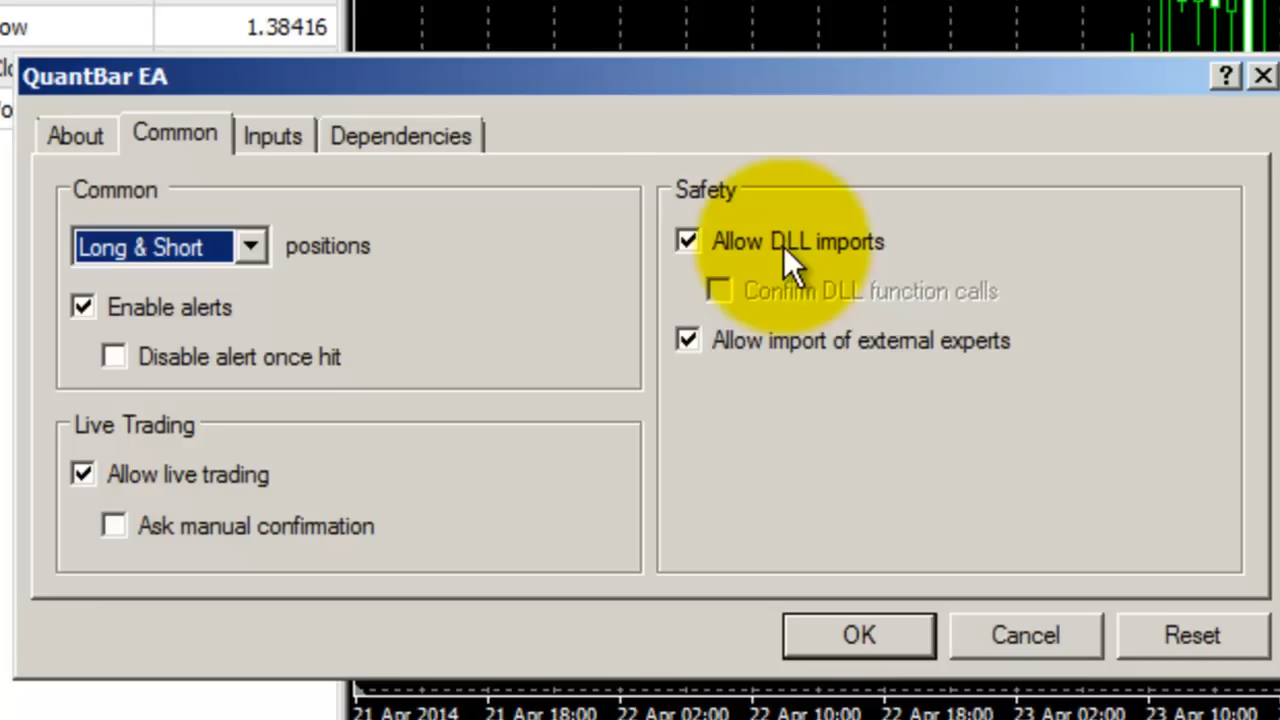 ow 1.38416
QuantBar EA
About Common Inputs Dependencies
Common
Long & Short positions
Enable alerts
Disable alert once hit
Live Trading
Allow live trading
Ask manual confirmation
Safety
Allow DLL imports
Confirm DLL function calls
Allow import of external experts
OK Cancel Reset
21 Apr 2014 21 Apr 18:00 22 Apr 02:00 22 Apr 10:00 22 Apr 18:00 23 Apr 02:00 23 Apr 10:00